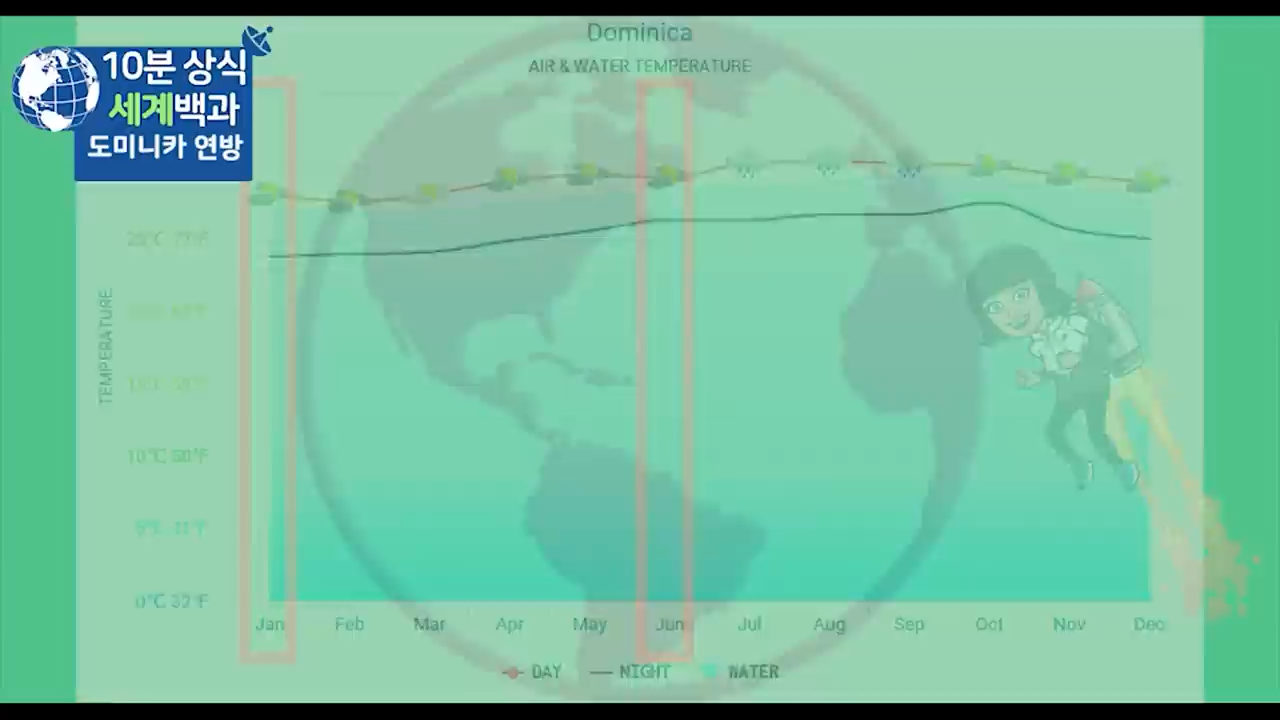 10분 상식
세계백과
도미니카 연방
Dominica
AIR & WATER TEMPERATURE
TEMPERATURE
25°C 77°F
10°C 50°F
0°C 32°F
Jan Feb Mar Apr May Jun Jul Aug Sep Oct Nov Dec
DAY NIGHT WATER